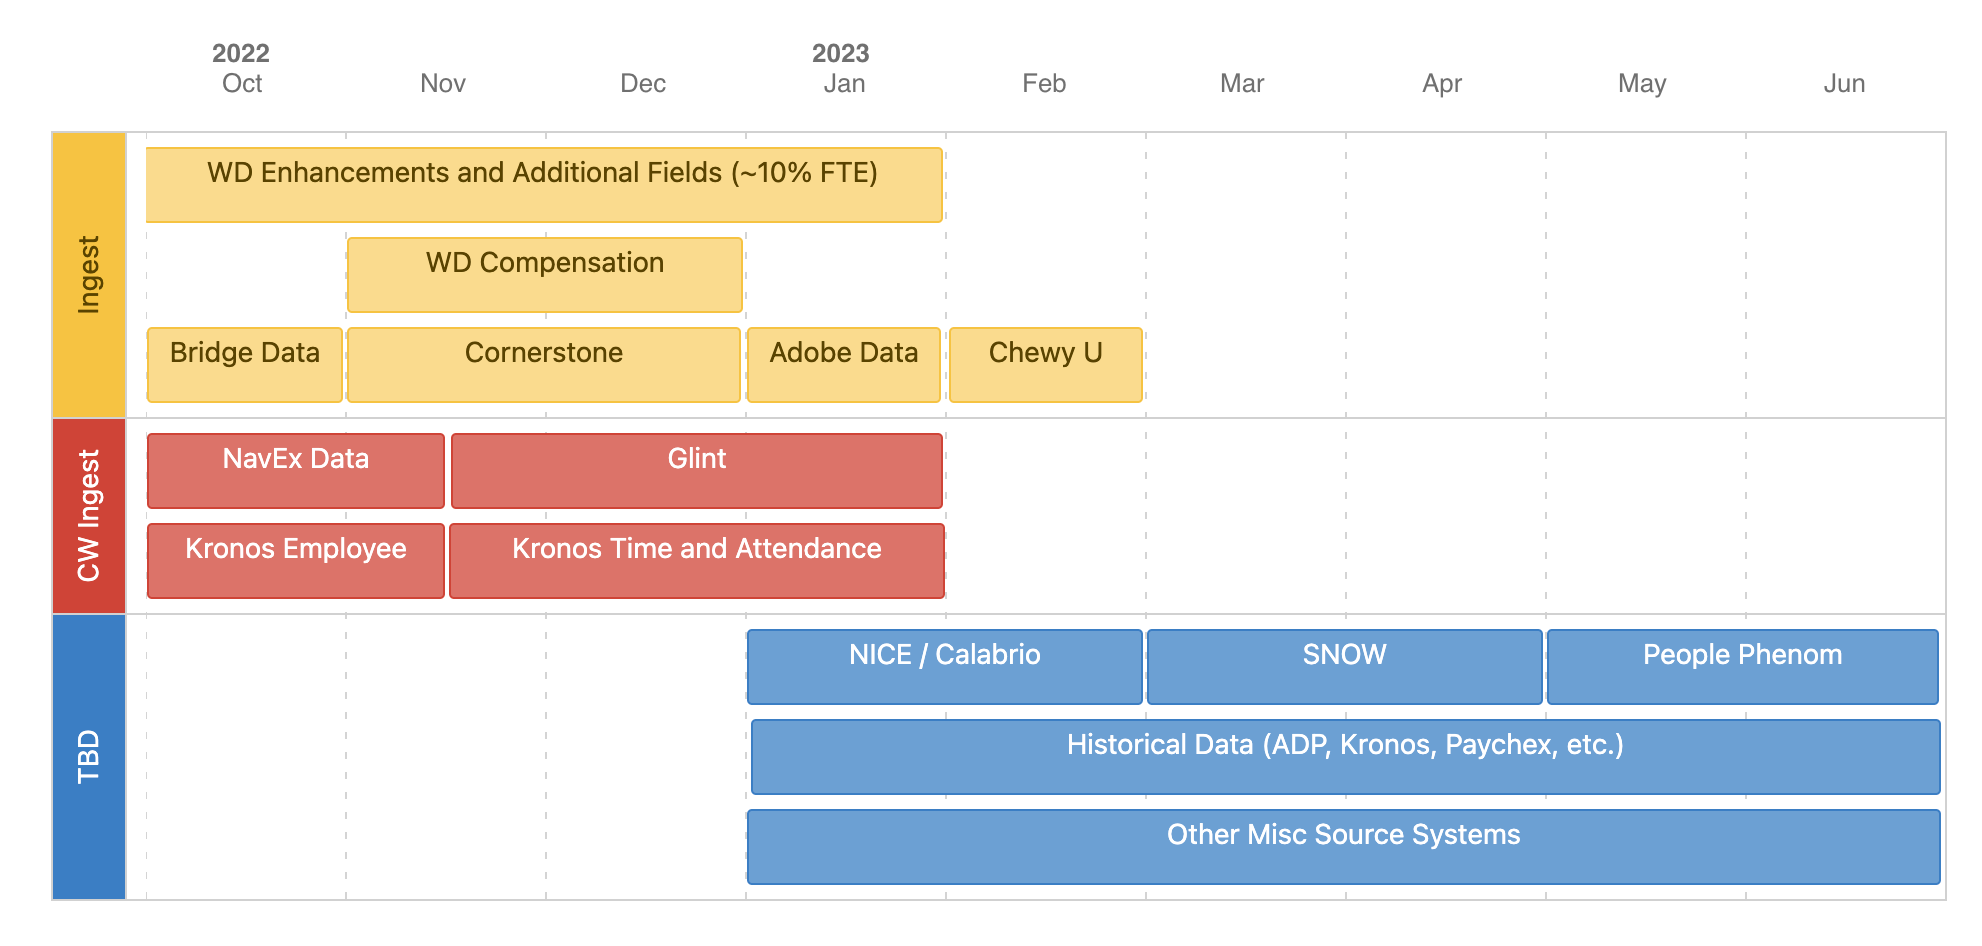 2022
2023
Oct
Nov
Dec
Jan
Feb
Mar
Apr
May
Jun
Ingest
WD Enhancements and Additional Fields (~10% FTE)
WD Compensation
Bridge Data
Cornerstone
Adobe Data
Chewy U
CW Ingest
NavEx Data
Glint
Kronos Employee
Kronos Time and Attendance
TBD
NICE / Calabrio
SNOW
People Phenom
Historical Data (ADP, Kronos, Paychex, etc.)
Other Misc Source Systems